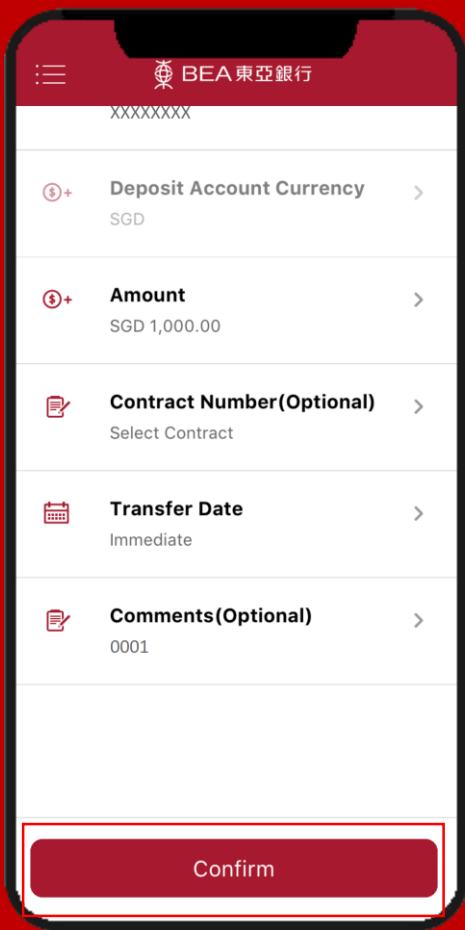 BEA東亞銀行
XXXXXXXX
Deposit Account Currency
SGD
Amount
SGD 1,000.00
Contract Number(Optional)
Select Contract
Transfer Date
Immediate
Comments(Optional)
0001
Confirm